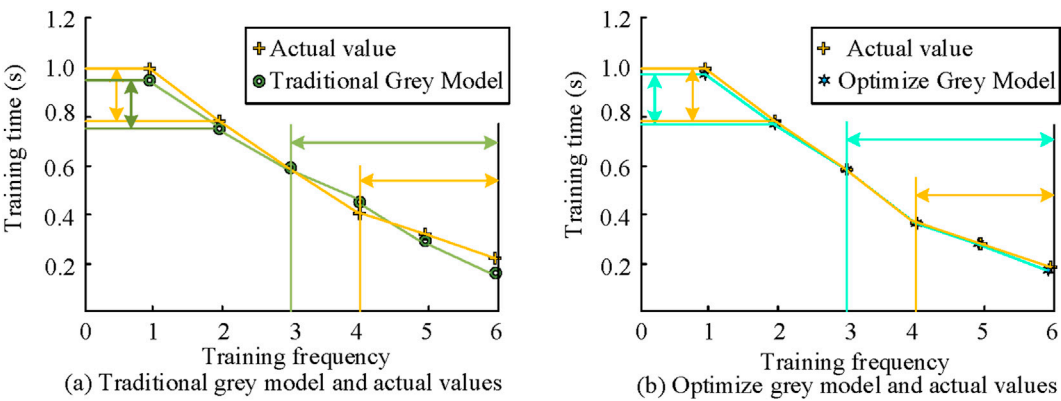 1.2
1.0
0.8
0.6
0.4
0.2
Training time (s)
Actual value
Traditional Grey Model
0 1 2 3 4 5 6
Training frequency
(a) Traditional grey model and actual values
1.2
1.0
0.8
0.6
0.4
0.2
Training time (s)
Actual value
Optimize Grey Model
0 1 2 3 4 5 6
Training frequency
(b) Optimize grey model and actual values